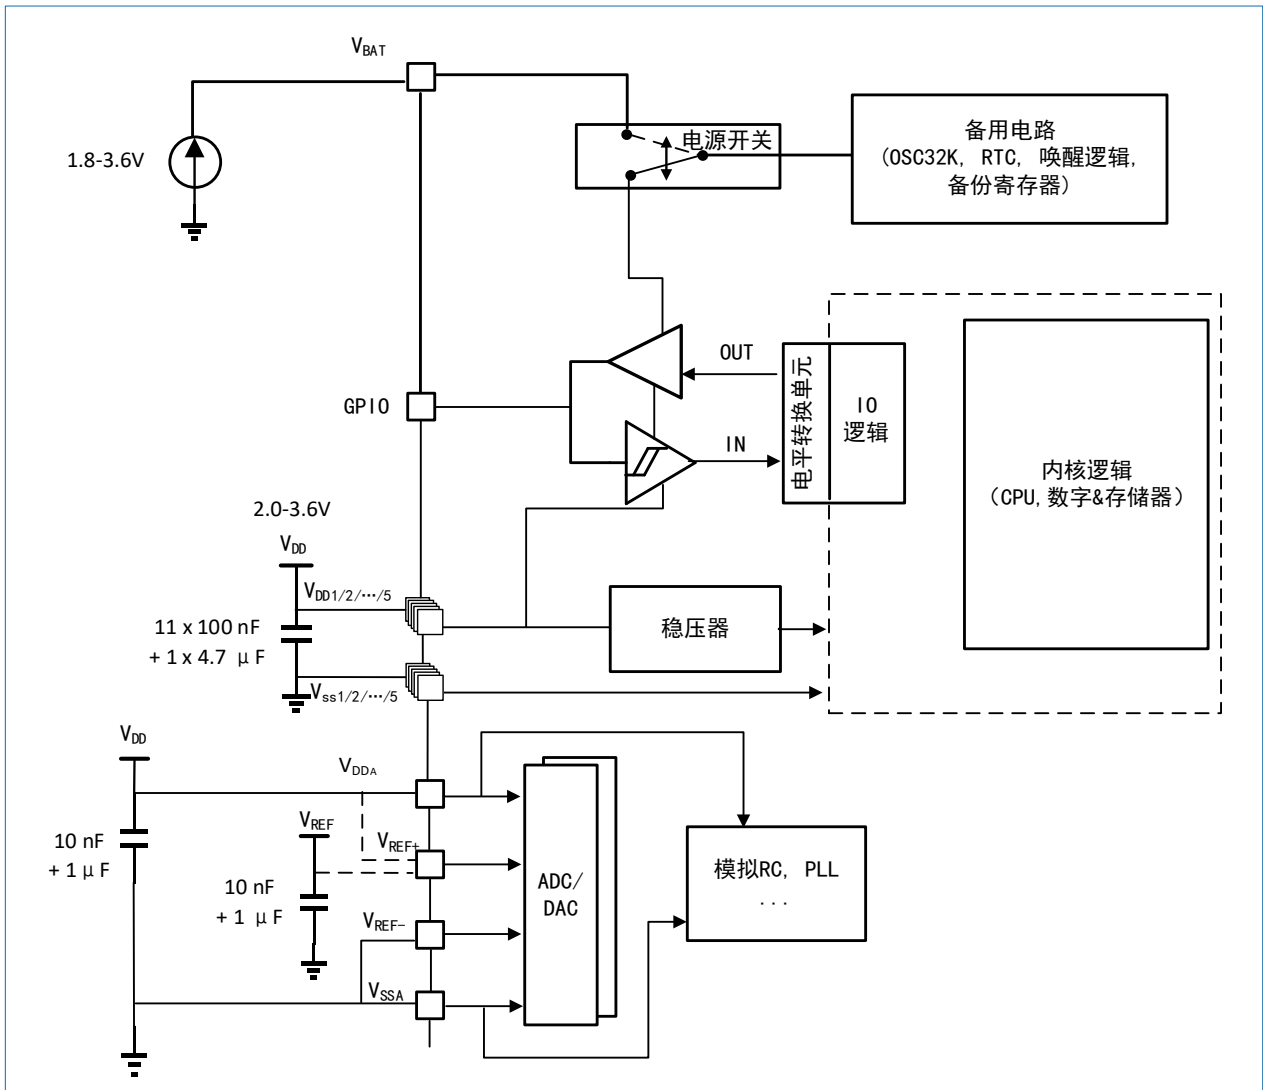 VBAT
1.8-3.6V
电源开关
备用电路
(OSC32K, RTC, 唤醒逻辑,
备份寄存器)
OUT
GPIO
IN
电平转换单元
IO
逻辑
内核逻辑
(CPU,数字&存储器)
2.0-3.6V
VDD
VDD1/2/…/5
11 x 100 nF
+ 1 x 4.7 μF
稳压器
Vss1/2/…/5
VDD
VDDA
VREF
VREF+
10 nF
+ 1 μF
10 nF
+ 1 μF
ADC/
DAC
模拟RC, PLL
...
VREF-
VSSA